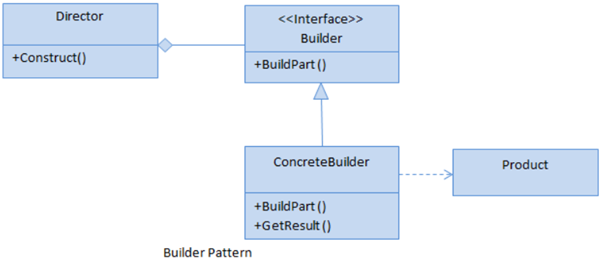 Director
+Construct()
<<Interface>>
Builder
+BuildPart()
ConcreteBuilder
+BuildPart()
+GetResult()
Product
Builder Pattern